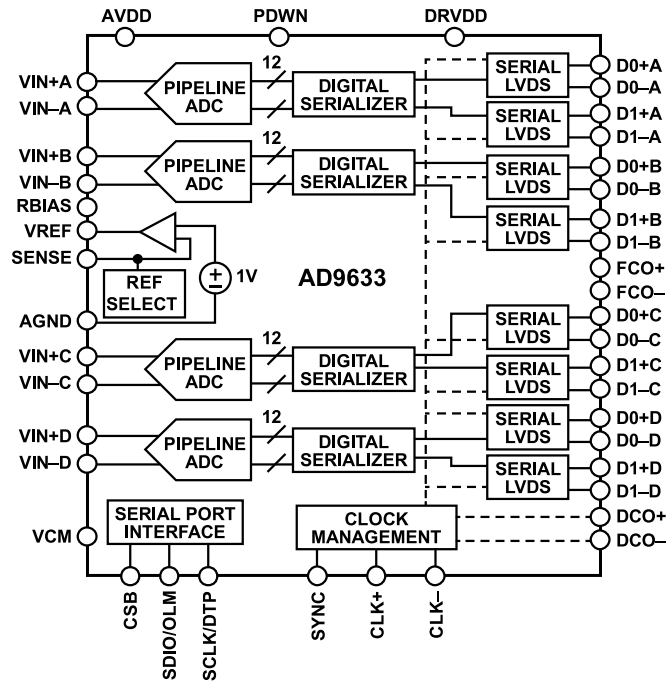 AVDD
PDWN
DRVDD
VIN+A
VIN–A
PIPELINE
ADC
12
DIGITAL
SERIALIZER
SERIAL
LVDS
D0+A
D0–A
SERIAL
LVDS
D1+A
D1–A
VIN+B
VIN–B
PIPELINE
ADC
12
DIGITAL
SERIALIZER
SERIAL
LVDS
D0+B
D0–B
SERIAL
LVDS
D1+B
D1–B
RBIAS
VREF
SENSE
REF
SELECT
+
–
1V
AGND
AD9633
FCO+
FCO–
VIN+C
VIN–C
PIPELINE
ADC
12
DIGITAL
SERIALIZER
SERIAL
LVDS
D0+C
D0–C
SERIAL
LVDS
D1+C
D1–C
VIN+D
VIN–D
PIPELINE
ADC
12
DIGITAL
SERIALIZER
SERIAL
LVDS
D0+D
D0–D
SERIAL
LVDS
D1+D
D1–D
VCM
SERIAL PORT
INTERFACE
CLOCK
MANAGEMENT
DCO+
DCO–
CSB
SDIO/OLM
SCLK/DTP
SYNC
CLK+
CLK–